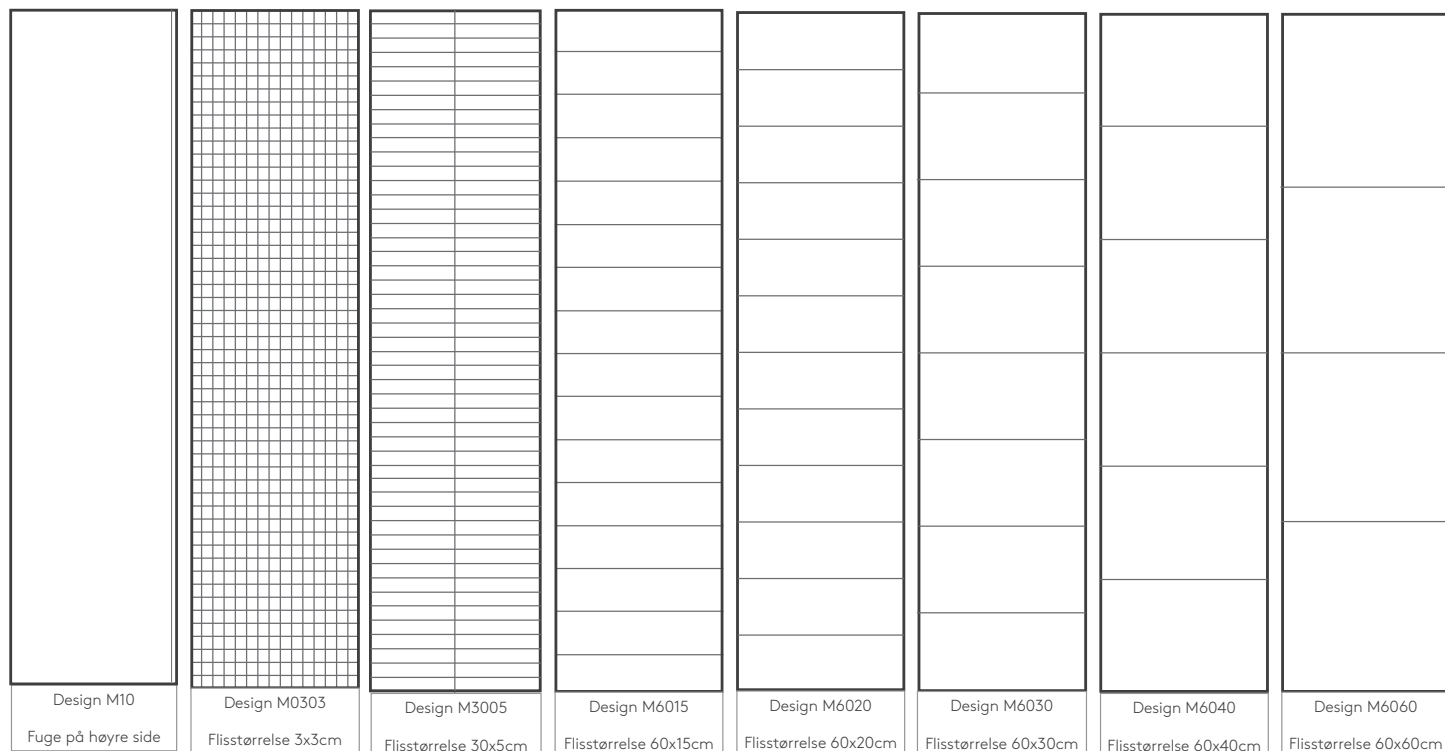 Design M10
Fuge på høyre side
Design M0303
Flisstørrelse 3x3cm
Design M3005
Flisstørrelse 30x5cm
Design M6015
Flisstørrelse 60x15cm
Design M6020
Flisstørrelse 60x20cm
Design M6030
Flisstørrelse 60x30cm
Design M6040
Flisstørrelse 60x40cm
Design M6060
Flisstørrelse 60x60cm